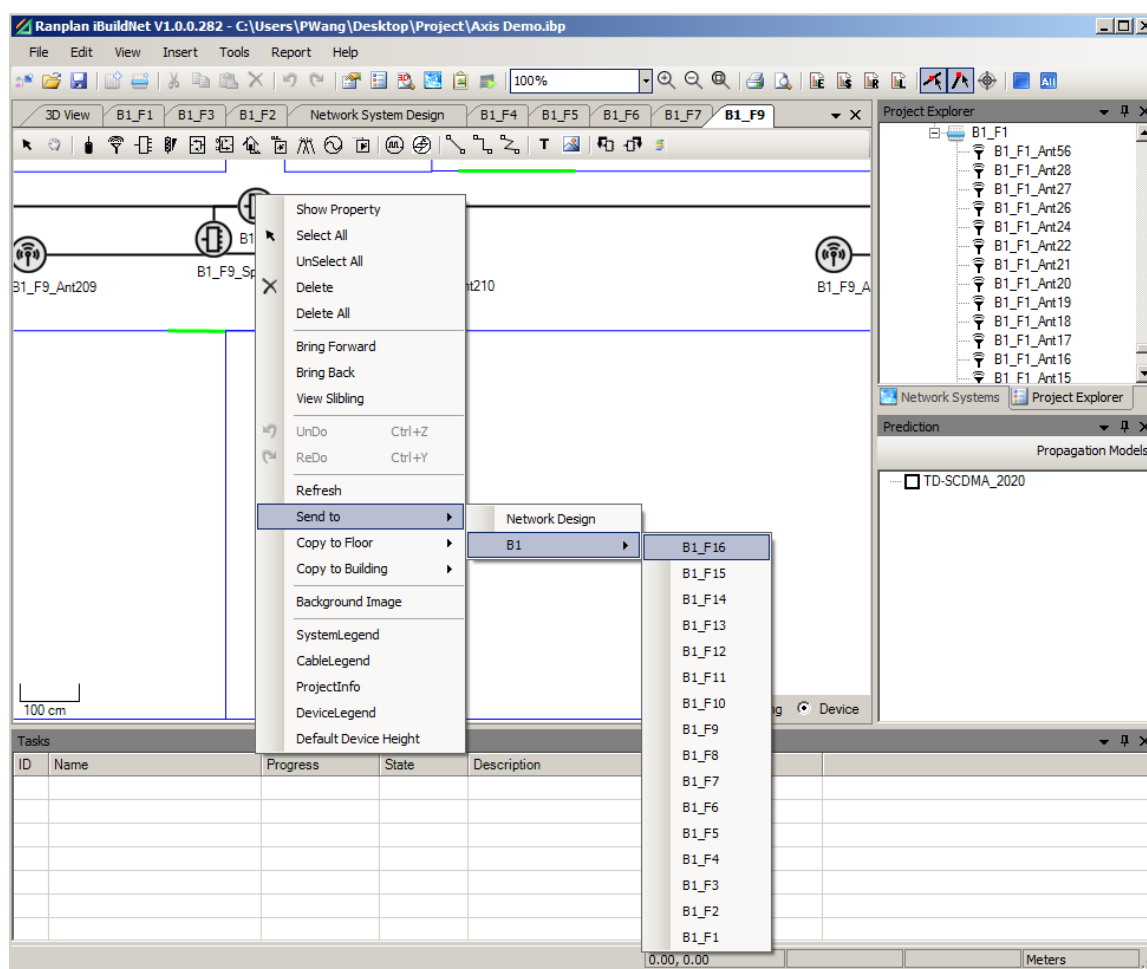 Ranplan iBuildNet V1.0.0.282 - C:\Users\PWang\Desktop\Project\Axis Demo.ibp
File Edit View Insert Tools Report Help
100% E S R L All
3D View B1_F1 B1_F3 B1_F2 Network System Design B1_F4 B1_F5 B1_F6 B1_F7 B1_F9
T
B1
B1_F9_Sp
B1_F9_Ant209
nt210
B1_F9_A
100 cm
ng Device
Show Property
Select All
UnSelect All
Delete
Delete All
Bring Forward
Bring Back
View Slibling
UnDo Ctrl+Z
ReDo Ctrl+Y
Refresh
Send to
Copy to Floor
Copy to Building
Background Image
SystemLegend
CableLegend
ProjectInfo
DeviceLegend
Default Device Height
Network Design
B1
B1_F16
B1_F15
B1_F14
B1_F13
B1_F12
B1_F11
B1_F10
B1_F9
B1_F8
B1_F7
B1_F6
B1_F5
B1_F4
B1_F3
B1_F2
B1_F1
Project Explorer
B1_F1
B1_F1_Ant56
B1_F1_Ant28
B1_F1_Ant27
B1_F1_Ant26
B1_F1_Ant24
B1_F1_Ant22
B1_F1_Ant21
B1_F1_Ant20
B1_F1_Ant19
B1_F1_Ant18
B1_F1_Ant17
B1_F1_Ant16
B1_F1_Ant15
Network Systems Project Explorer
Prediction
Propagation Models
TD-SCDMA_2020
Tasks
ID Name Progress State Description
0.00, 0.00 Meters